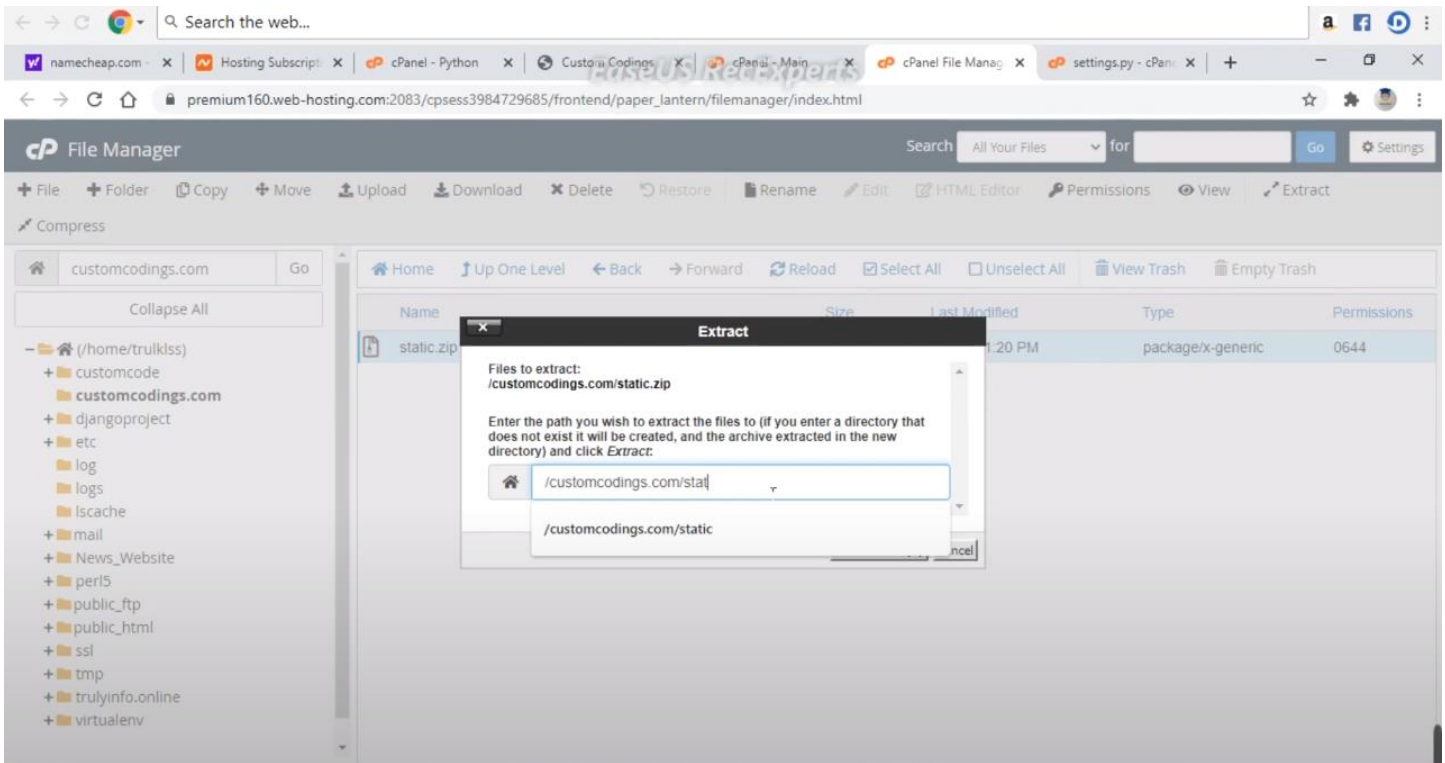 Search the web...
namecheap.com - Hosting Subscripti cPanel - Python Custom Codings cPanel - Main cPanel File Manag settings.py - cPan
EaseUS RecExperts
premium160.web-hosting.com:2083/cpsess3984729685/frontend/paper_lantern/filemanager/index.html
cP File Manager Search All Your Files for Go Settings
File Folder Copy Move Upload Download Delete Restore Rename Edit HTML Editor Permissions View Extract
Compress
customcodings.com Go Home Up One Level Back Forward Reload Select All Unselect All View Trash Empty Trash
Collapse All
Name Size Last Modified Type Permissions
static.zip 1:20 PM package/x-generic 0644
(/home/trulklss)
customcode
customcodings.com
djangoproject
etc
log
logs
lscache
mail
News_Website
perl5
public_ftp
public_html
ssl
tmp
trulyinfo.online
virtualenv
Extract
Files to extract:
/customcodings.com/static.zip
Enter the path you wish to extract the files to (if you enter a directory that
does not exist it will be created, and the archive extracted in the new
directory) and click Extract:
/customcodings.com/stat
/customcodings.com/static
ncel